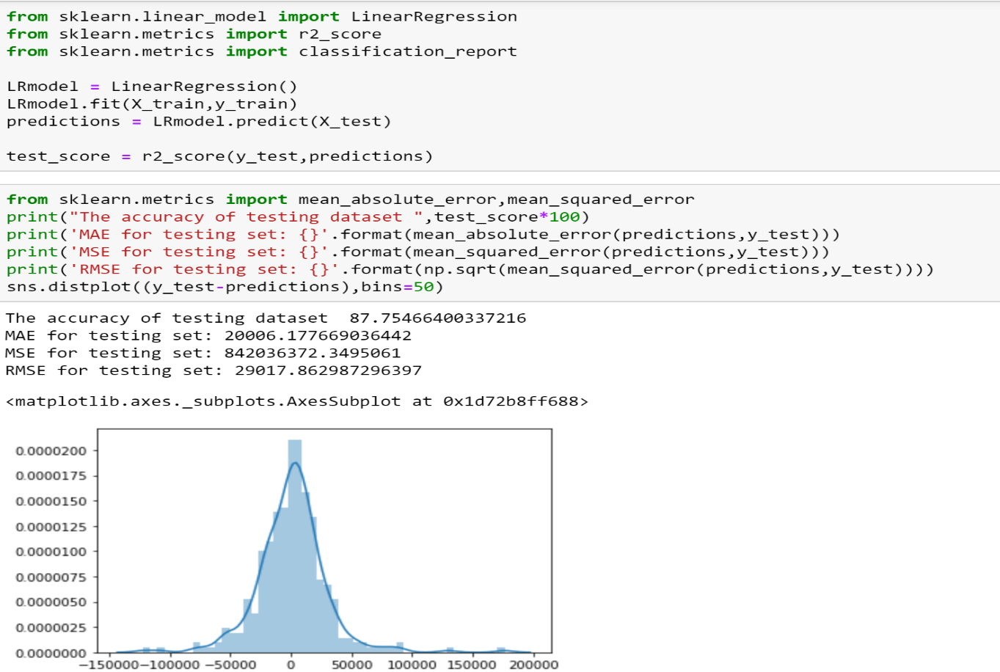 from sklearn.linear_model import LinearRegression
from sklearn.metrics import r2_score
from sklearn.metrics import classification_report
LRmodel = LinearRegression()
LRmodel.fit(X_train,y_train)
predictions = LRmodel.predict(X_test)
test_score = r2_score(y_test,predictions)
from sklearn.metrics import mean_absolute_error,mean_squared_error
print("The accuracy of testing dataset ",test_score*100)
print('MAE for testing set: {}'.format(mean_absolute_error(predictions,y_test)))
print('MSE for testing set: {}'.format(mean_squared_error(predictions,y_test)))
print('RMSE for testing set: {}'.format(np.sqrt(mean_squared_error(predictions,y_test))))
sns.distplot((y_test-predictions),bins=50)
The accuracy of testing dataset  87.75466400337216
MAE for testing set: 20006.177669036442
MSE for testing set: 842036372.3495061
RMSE for testing set: 29017.862987296397
<matplotlib.axes._subplots.AxesSubplot at 0x1d72b8ff688>
0.0000200
0.0000175
0.0000150
0.0000125
0.0000100
0.0000075
0.0000050
0.0000025
0.0000000
−150000 −100000 −50000 0 50000 100000 150000 200000